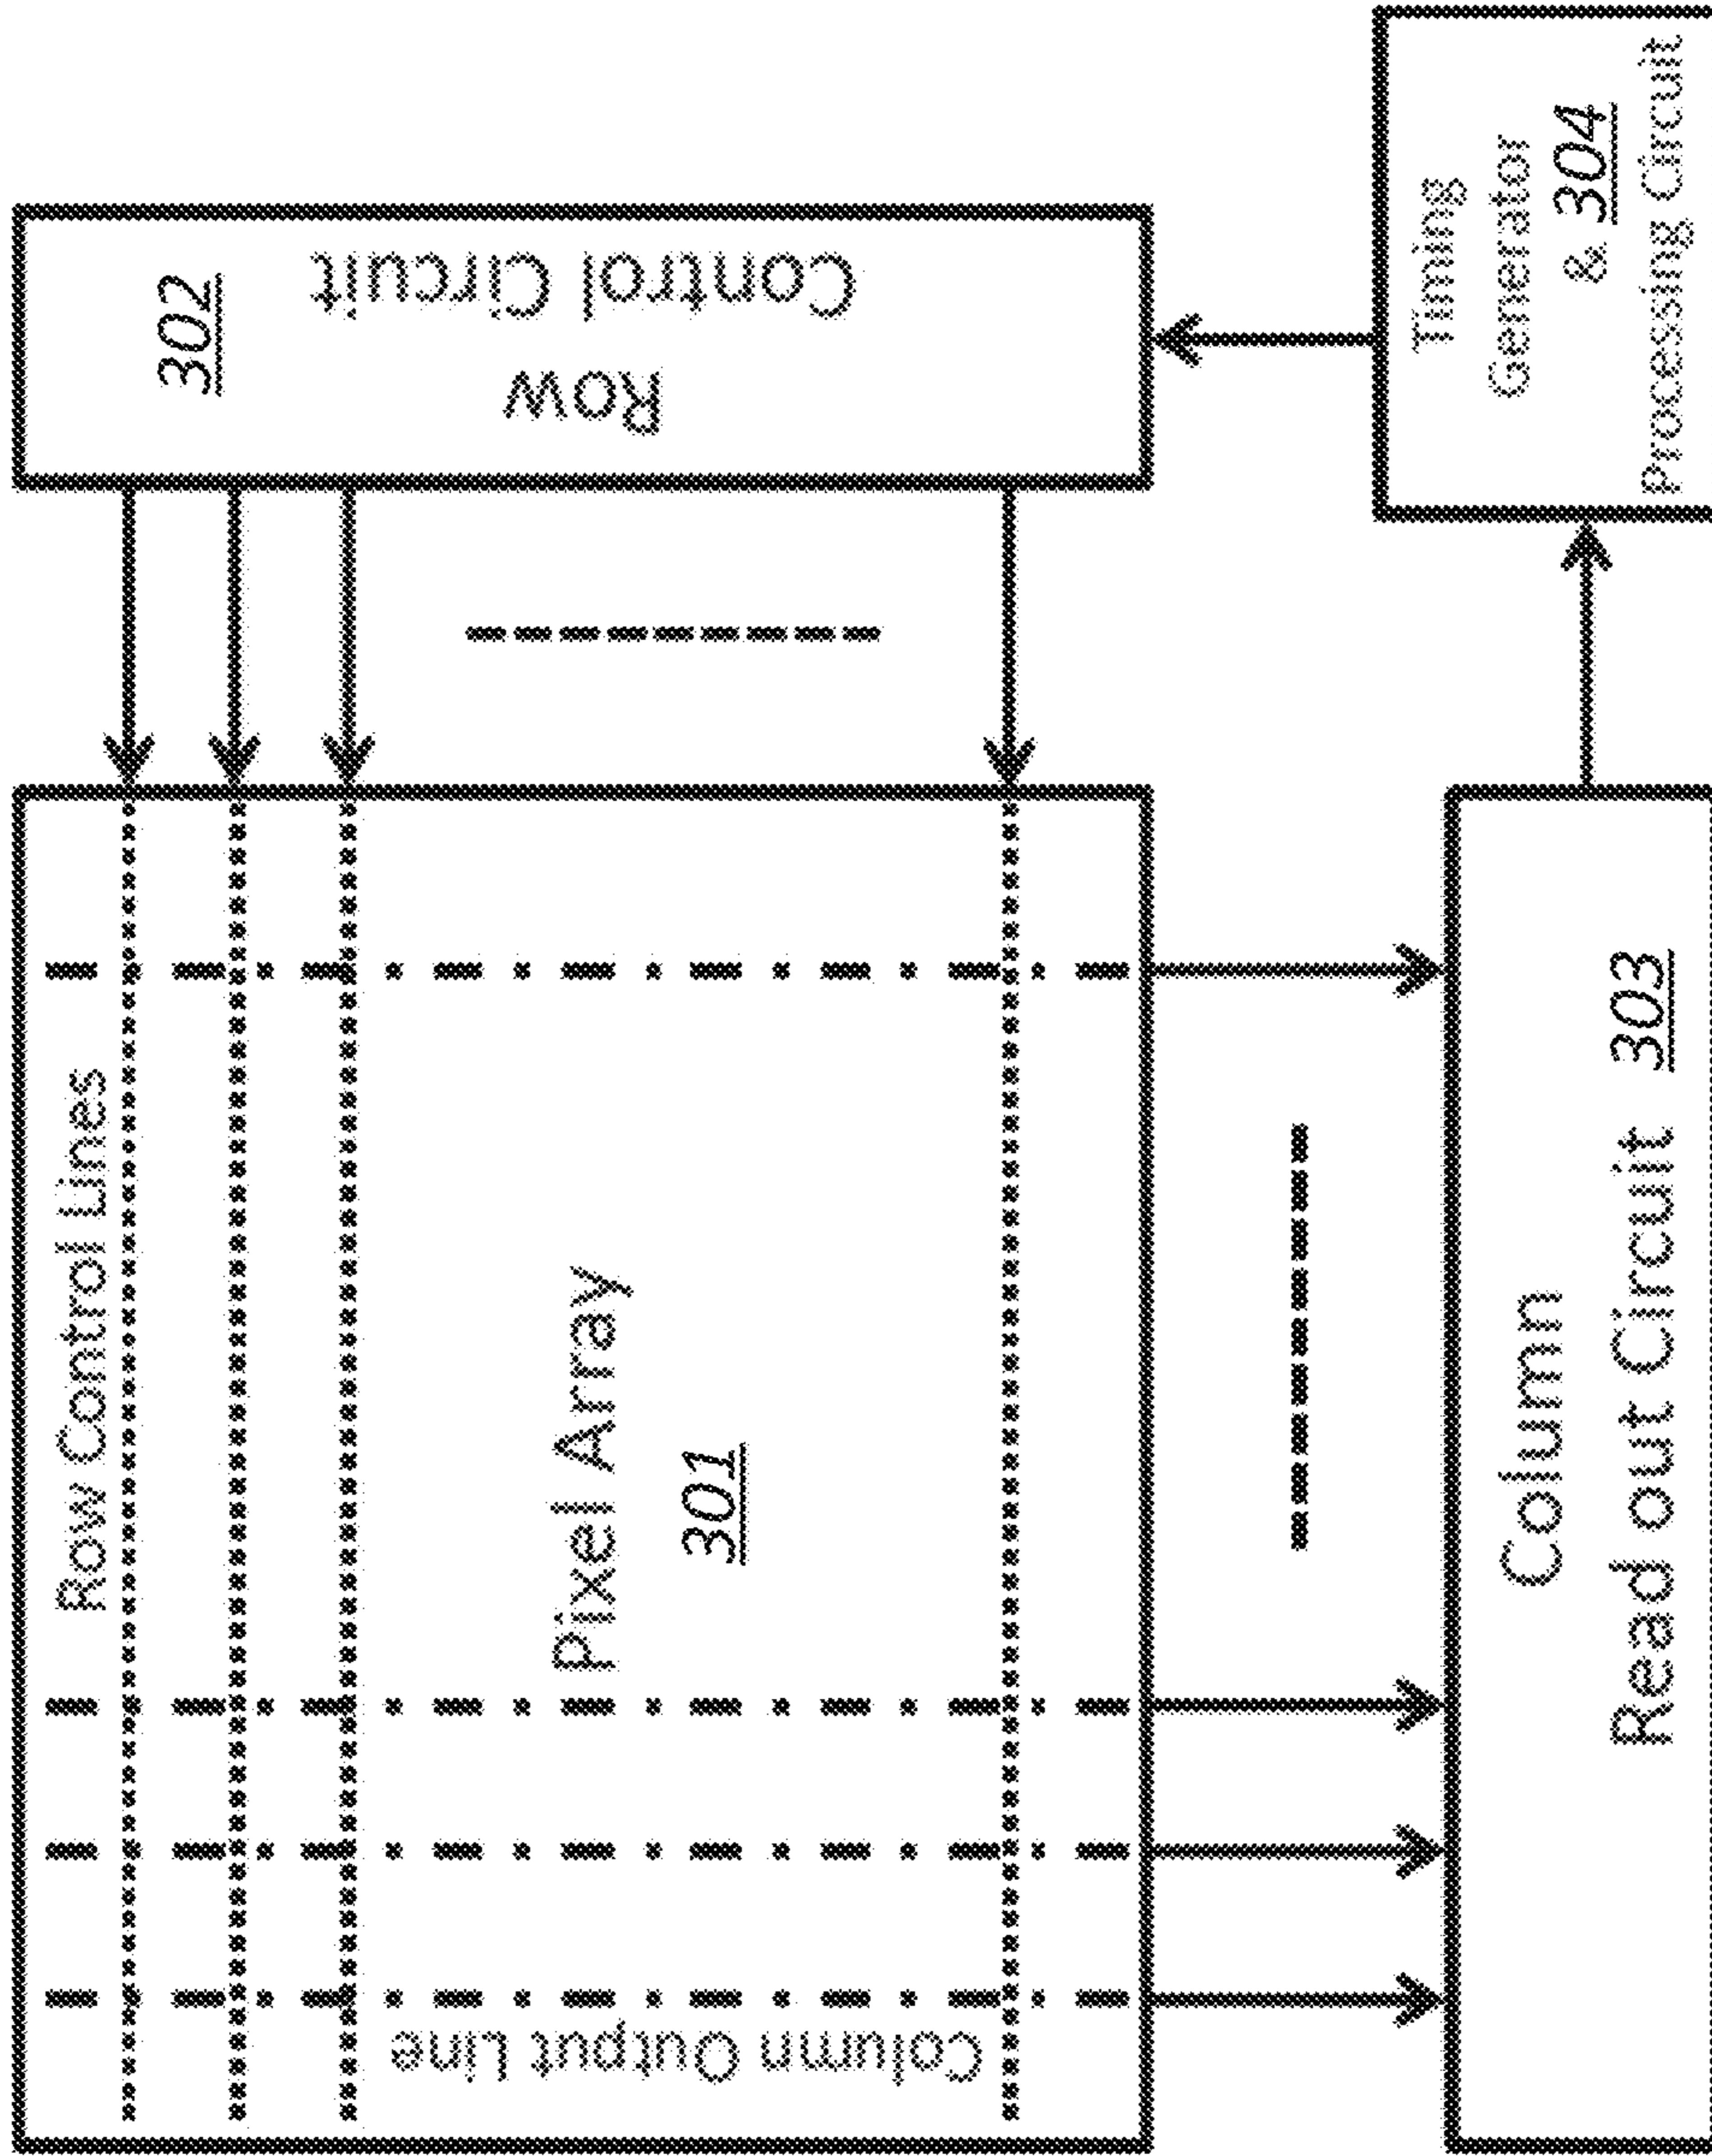 Row Control Lines
Column Output Line
Pixel Array
301
302
Row
Control Circuit
Column
Read out Circuit 303
Timing
Generator
& 304
Processing Circuit